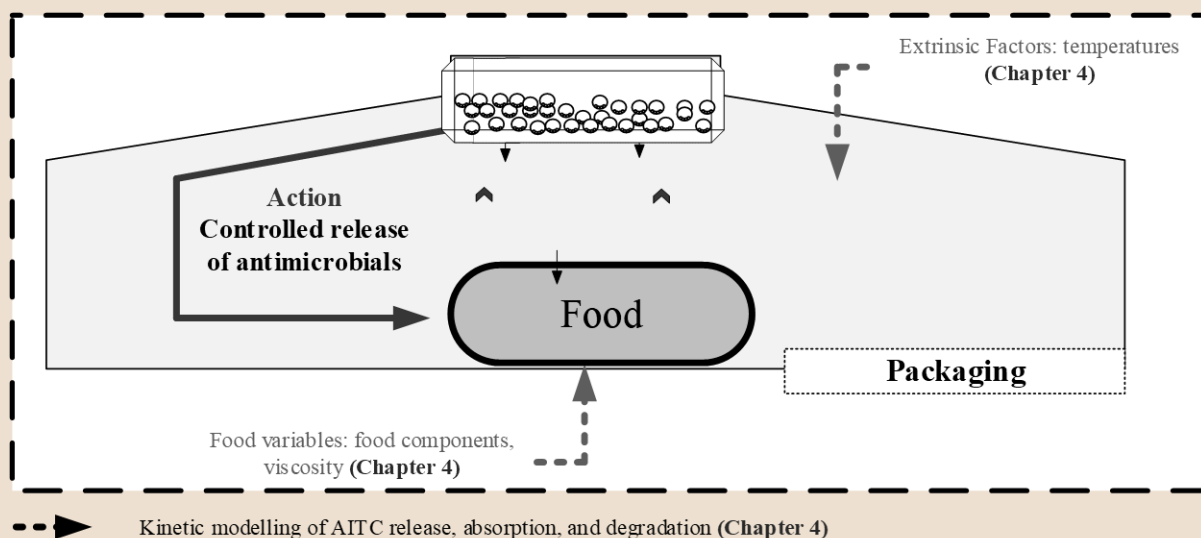 Extrinsic Factors: temperatures
(Chapter 4)
Action
Controlled release
of antimicrobials
Food
Packaging
Food variables: food components,
viscosity (Chapter 4)
Kinetic modelling of AITC release, absorption, and degradation (Chapter 4)